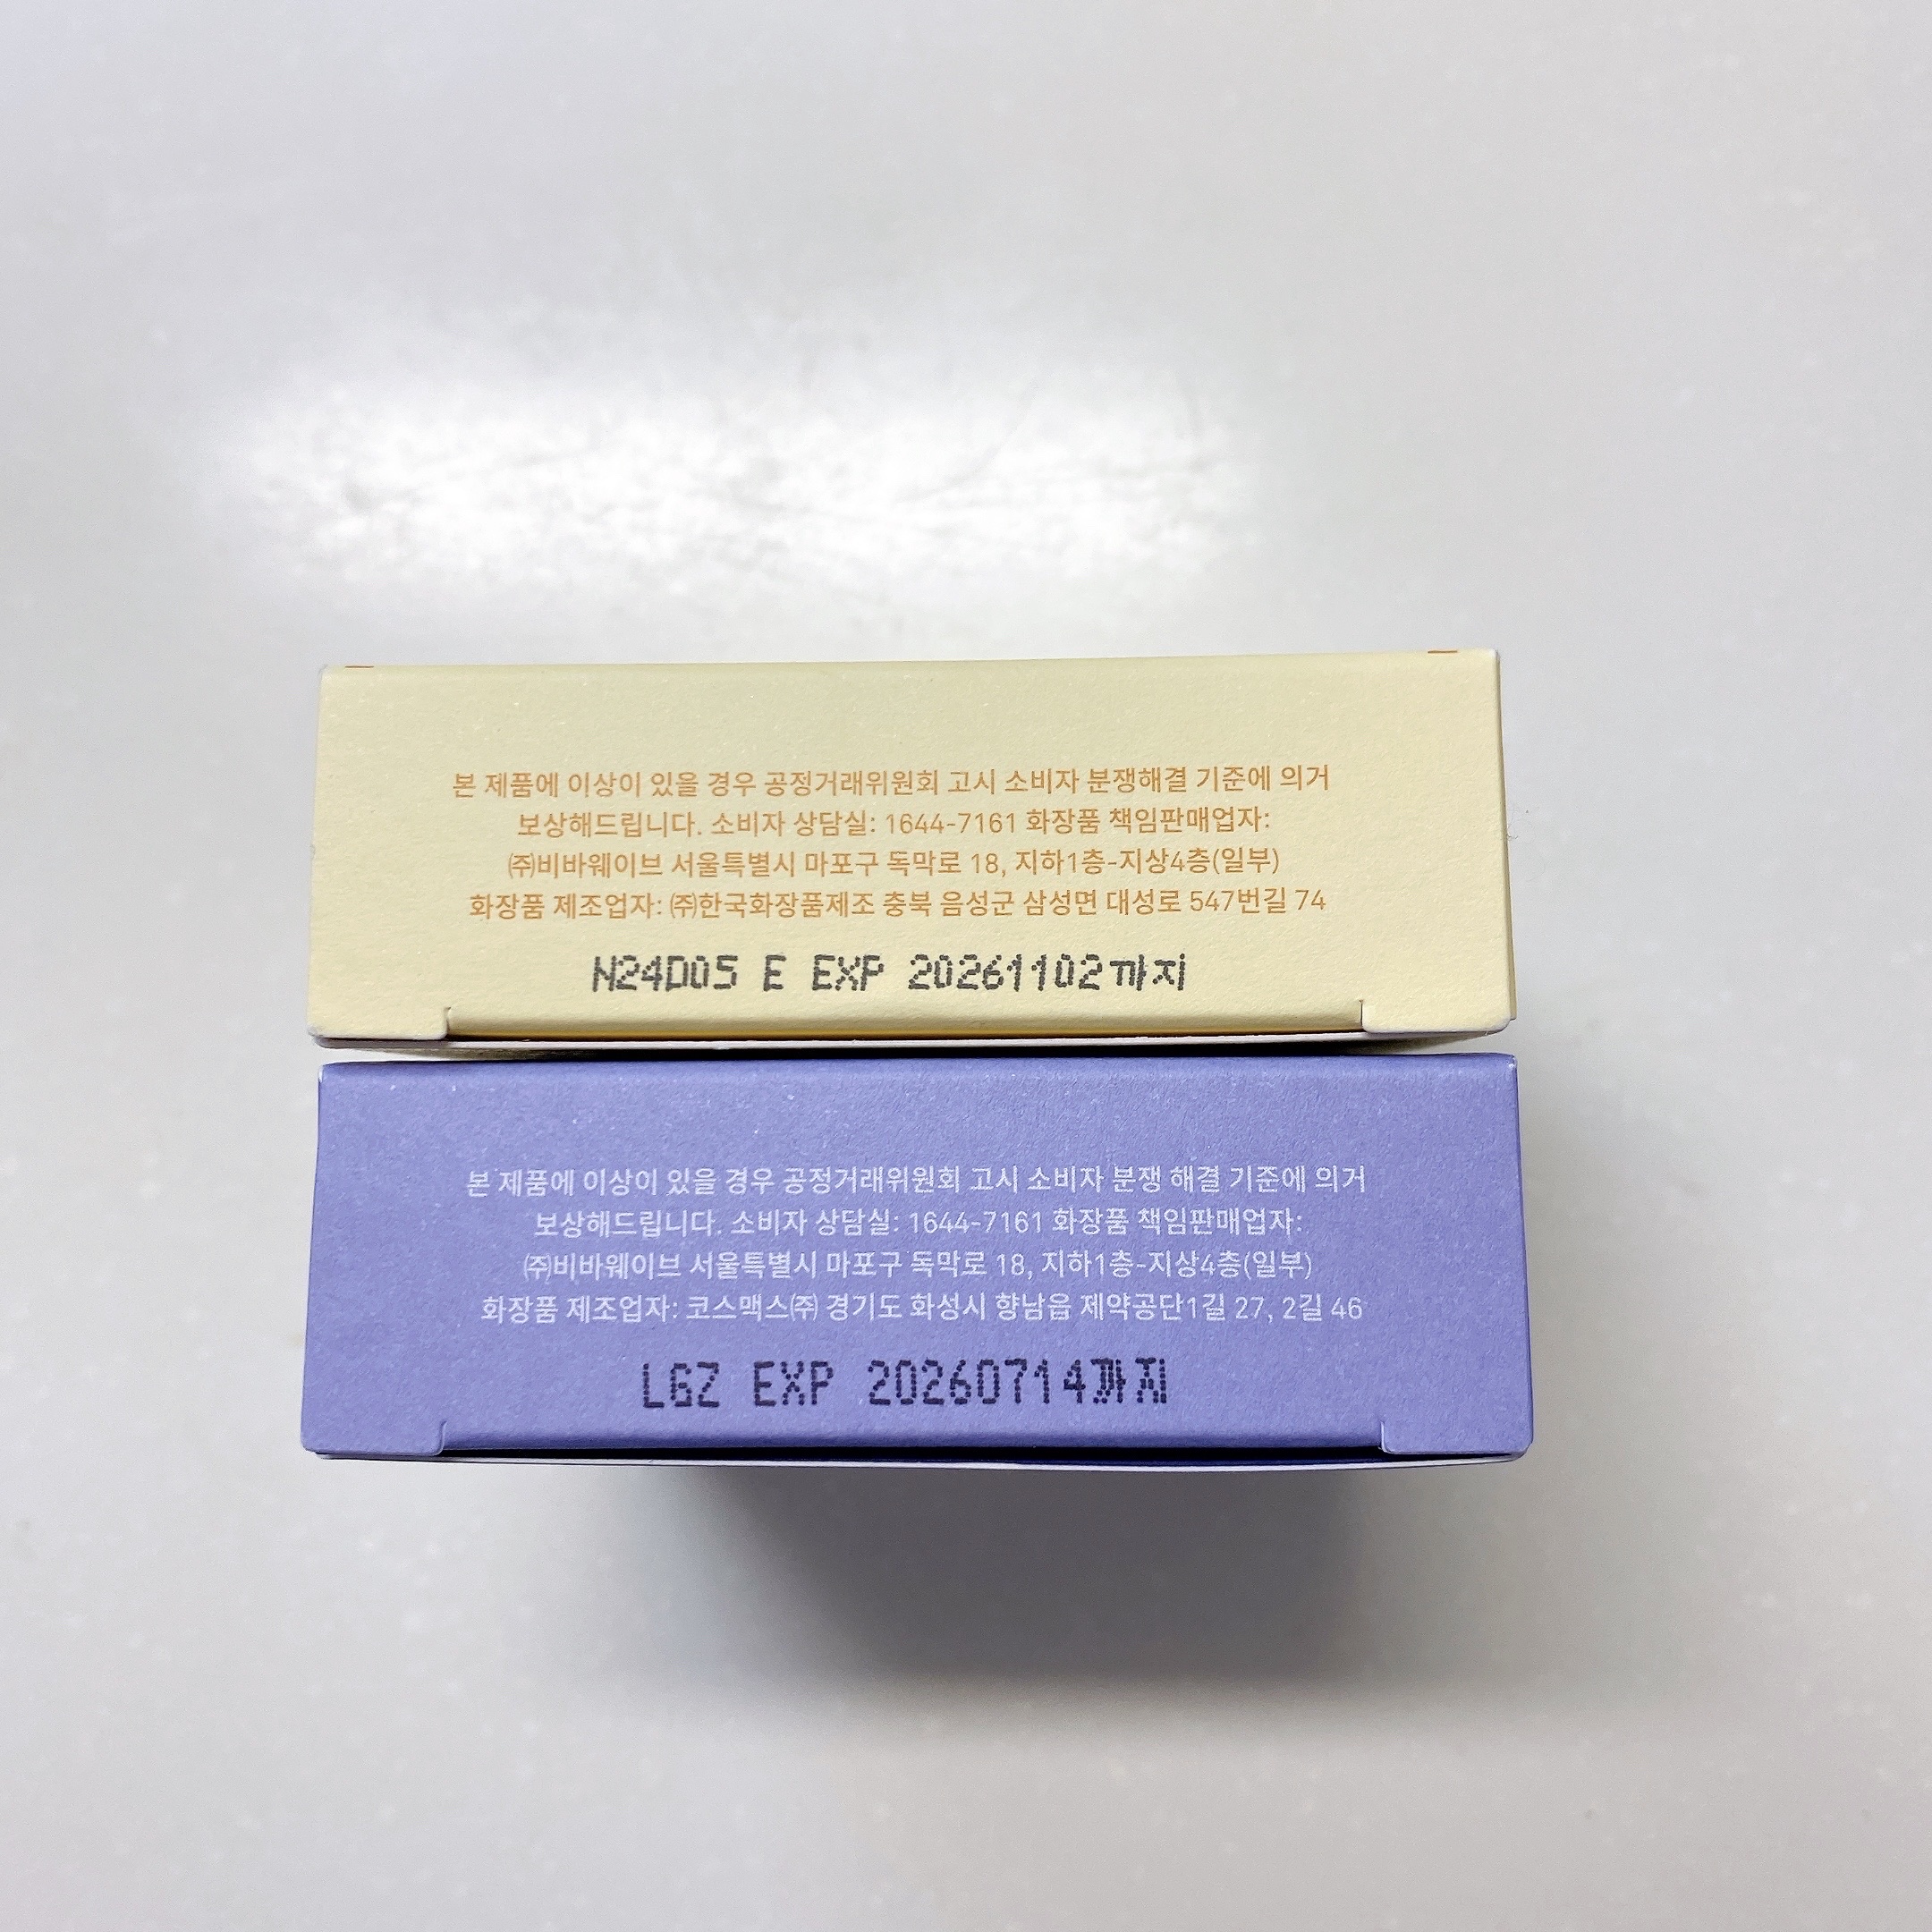 본 제품에 이상이 있을 경우 공정거래위원회 고시 소비자 분쟁해결 기준에 의거
보상해드립니다. 소비자 상담실: 1644-7161 화장품 책임판매업자:
㈜비바웨이브 서울특별시 마포구 독막로 18, 지하1층-지상4층(일부)
화장품 제조업자: ㈜한국화장품제조 충북 음성군 삼성면 대성로 547번길 74
N24D05 E EXP 20261102까지
본 제품에 이상이 있을 경우 공정거래위원회 고시 소비자 분쟁 해결 기준에 의거
보상해드립니다. 소비자 상담실: 1644-7161 화장품 책임판매업자:
㈜비바웨이브 서울특별시 마포구 독막로 18, 지하1층-지상4층(일부)
화장품 제조업자: 코스맥스㈜ 경기도 화성시 향남읍 제약공단1길 27, 2길 46
LGZ EXP 20260714까지